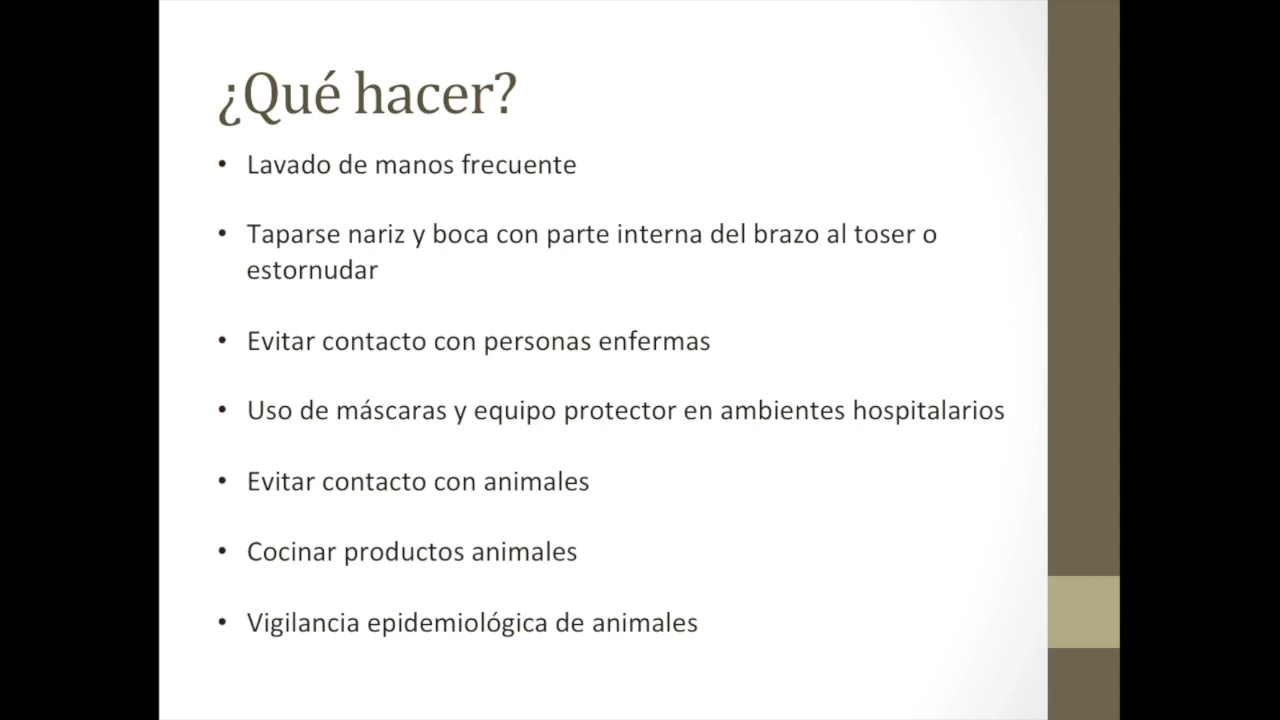 ¿Qué hacer?
• Lavado de manos frecuente
• Taparse nariz y boca con parte interna del brazo al toser o
estornudar
• Evitar contacto con personas enfermas
• Uso de máscaras y equipo protector en ambientes hospitalarios
• Evitar contacto con animales
• Cocinar productos animales
• Vigilancia epidemiológica de animales